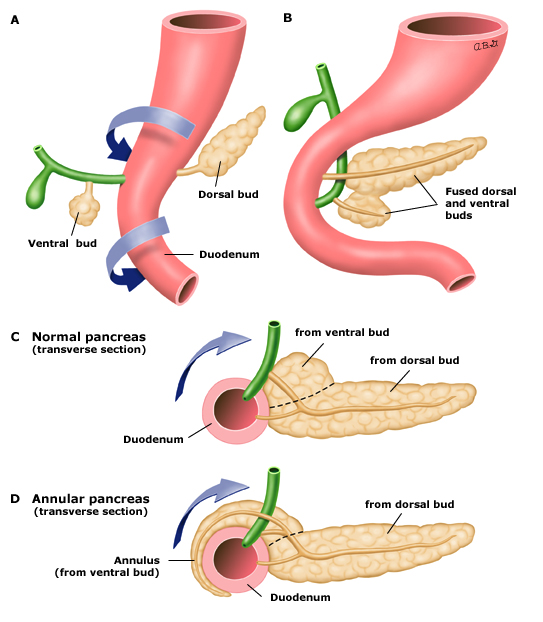 A
B
Dorsal bud
Ventral bud
Duodenum
Fused dorsal
and ventral
buds
C Normal pancreas
(transverse section)
from ventral bud
from dorsal bud
Duodenum
D Annular pancreas
(transverse section)
from dorsal bud
Annulus
(from ventral bud)
Duodenum